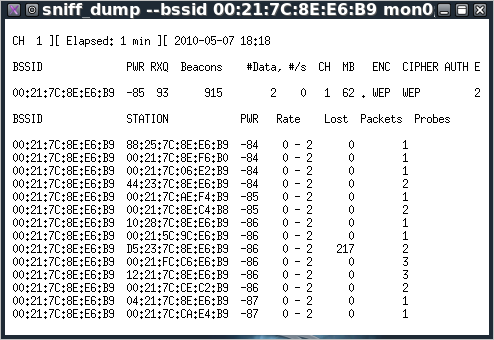 sniff_dump --bssid 00:21:7C:8E:E6:B9 mon0
CH 1 ][ Elapsed: 1 min ][ 2010-05-07 18:18
BSSID PWR RXQ Beacons #Data, #/s CH MB ENC CIPHER AUTH E
00:21:7C:8E:E6:B9 -85 93 915 2 0 1 62 . WEP WEP 2
BSSID STATION PWR Rate Lost Packets Probes
00:21:7C:8E:E6:B9 88:25:7C:8E:E6:B9 -84 0 - 2 0 1
00:21:7C:8E:E6:B9 00:21:7C:8E:F6:B0 -84 0 - 2 0 1
00:21:7C:8E:E6:B9 00:21:7C:06:E2:B9 -84 0 - 2 0 1
00:21:7C:8E:E6:B9 44:23:7C:8E:E6:B9 -84 0 - 2 0 2
00:21:7C:8E:E6:B9 00:21:7C:AE:F4:B9 -85 0 - 2 0 1
00:21:7C:8E:E6:B9 00:21:7C:8E:C4:B8 -85 0 - 2 0 2
00:21:7C:8E:E6:B9 10:28:7C:8E:E6:B9 -86 0 - 2 0 1
00:21:7C:8E:E6:B9 00:21:5C:9C:E6:B9 -86 0 - 2 0 1
00:21:7C:8E:E6:B9 D5:23:7C:8E:E6:B9 -86 0 - 2 217 2
00:21:7C:8E:E6:B9 00:21:FC:C6:E6:B9 -86 0 - 2 0 3
00:21:7C:8E:E6:B9 12:21:7C:8E:E6:B9 -86 0 - 2 0 3
00:21:7C:8E:E6:B9 00:21:7C:CE:C2:B9 -86 0 - 2 0 2
00:21:7C:8E:E6:B9 04:21:7C:8E:E6:B9 -87 0 - 2 0 1
00:21:7C:8E:E6:B9 00:21:7C:CA:E4:B9 -87 0 - 2 0 1